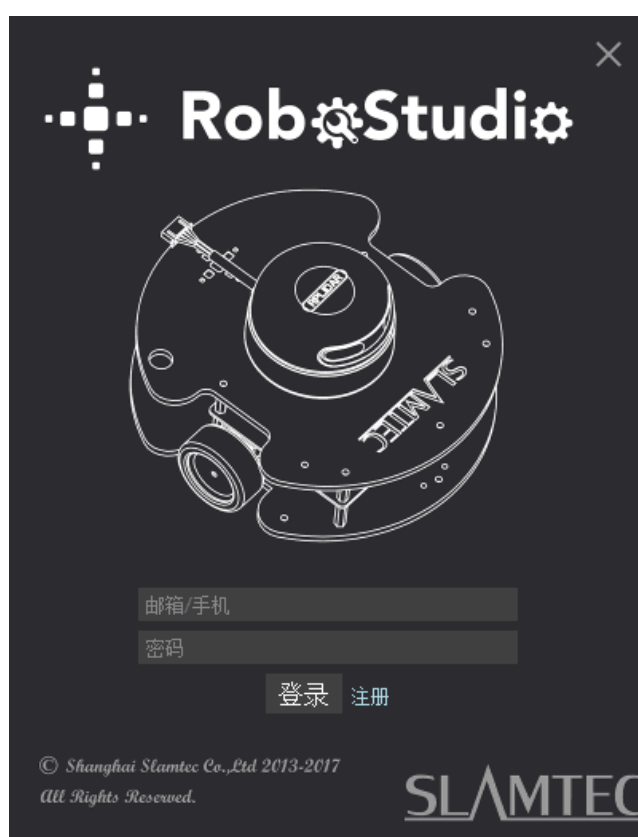 RoboStudio
RPLIDAR
SLAMTEC
邮箱/手机
密码
登录 注册
© Shanghai Slamtec Co.,Ltd 2013-2017
All Rights Reserved.
SLAMTEC